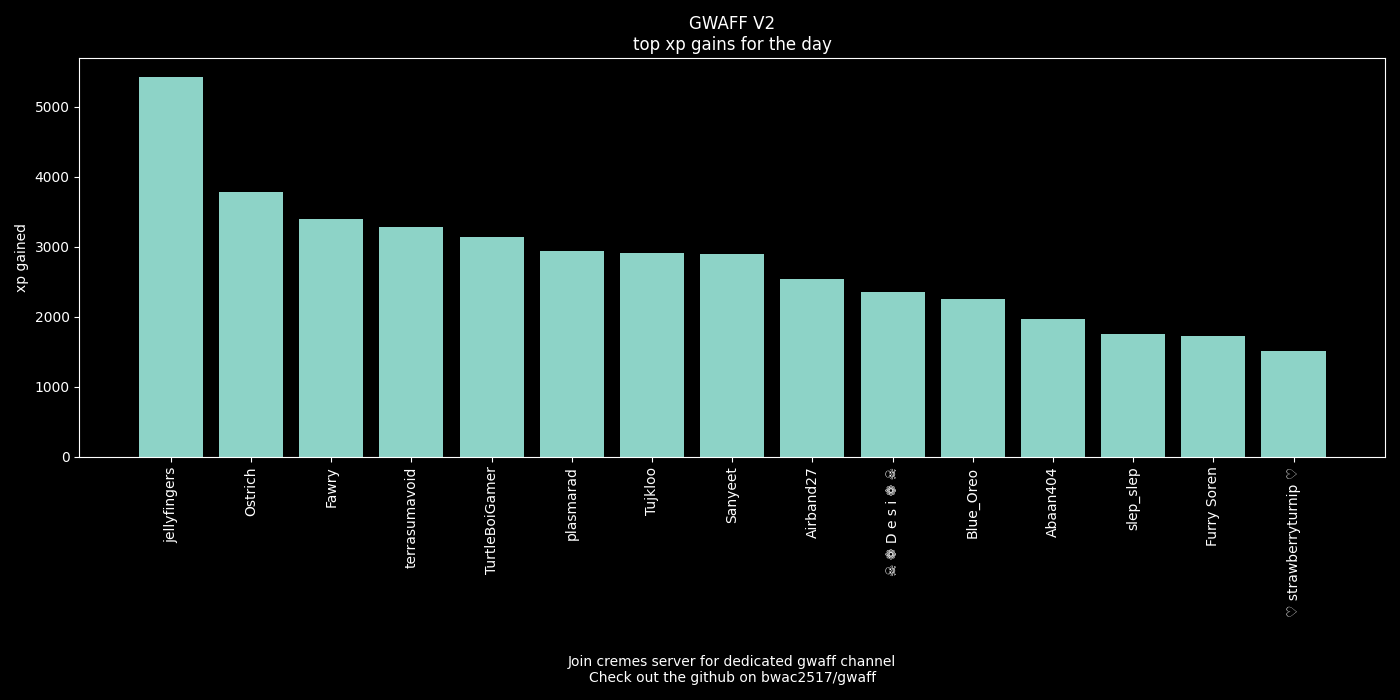 GWAFF V2
top xp gains for the day
xp gained
5000
4000
3000
2000
1000
0
jellyfingers
Ostrich
Fawry
terrasumavoid
TurtleBoiGamer
plasmarad
Tujkloo
Sanyeet
Airband27
☠ ❁ D e s i ❁ ☠
Blue_Oreo
Abaan404
slep_slep
Furry Soren
♡ strawberryturnip ♡
Join cremes server for dedicated gwaff channel
Check out the github on bwac2517/gwaff